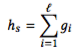 h_s = \sum_{i=1}^{\ell} g_i